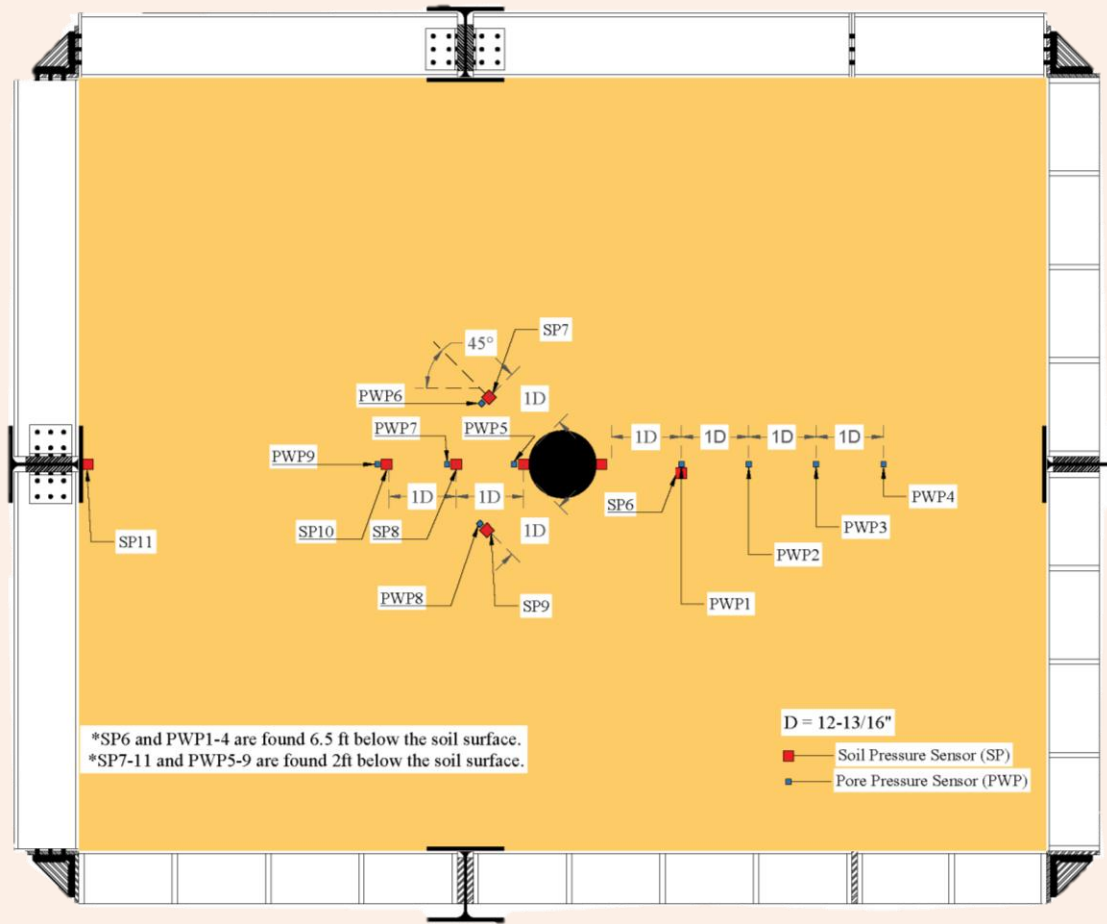 SP7
45°
PWP6
1D
PWP7
PWP5
1D
1D
1D
1D
PWP9
1D
1D
SP6
PWP4
SP10
SP8
1D
PWP3
SP11
PWP2
PWP8
SP9
PWP1
D = 12-13/16"
*SP6 and PWP1-4 are found 6.5 ft below the soil surface.
*SP7-11 and PWP5-9 are found 2ft below the soil surface.
Soil Pressure Sensor (SP)
Pore Pressure Sensor (PWP)